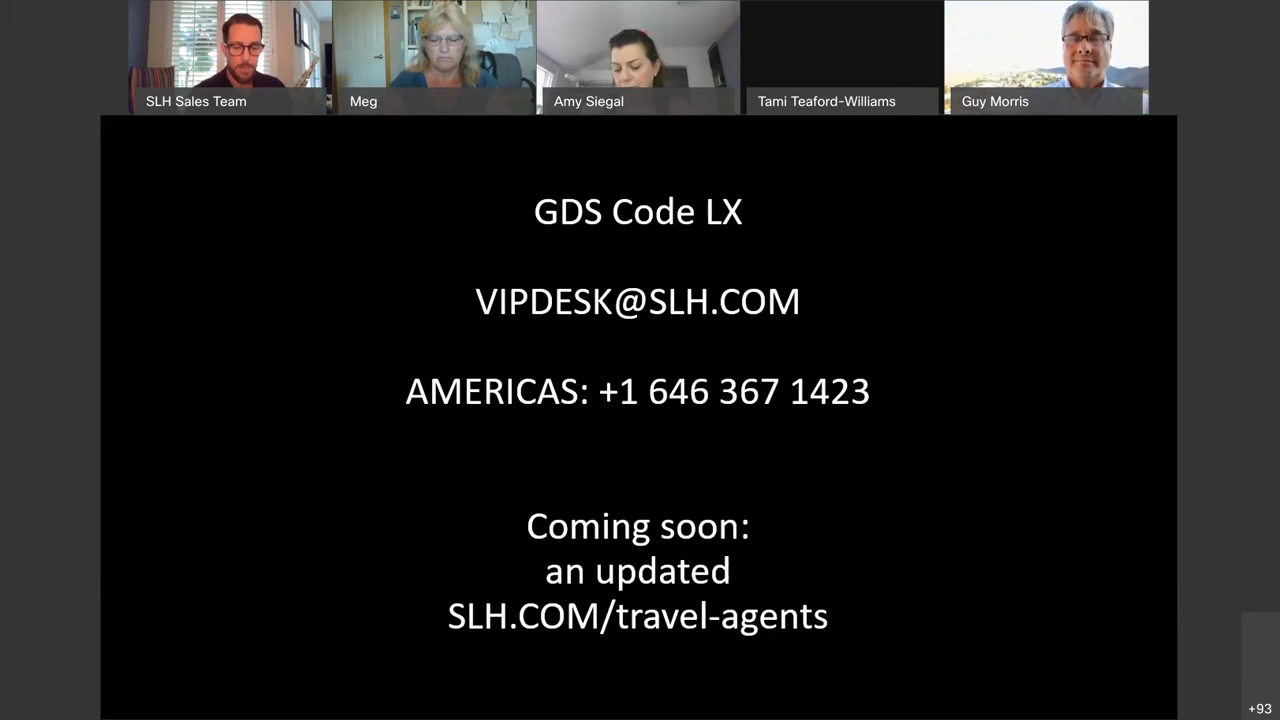 SLH Sales Team
Meg
Amy Siegal
Tami Teaford-Williams
Guy Morris
GDS Code LX
VIPDESK@SLH.COM
AMERICAS: +1 646 367 1423
Coming soon:
an updated
SLH.COM/travel-agents
+93